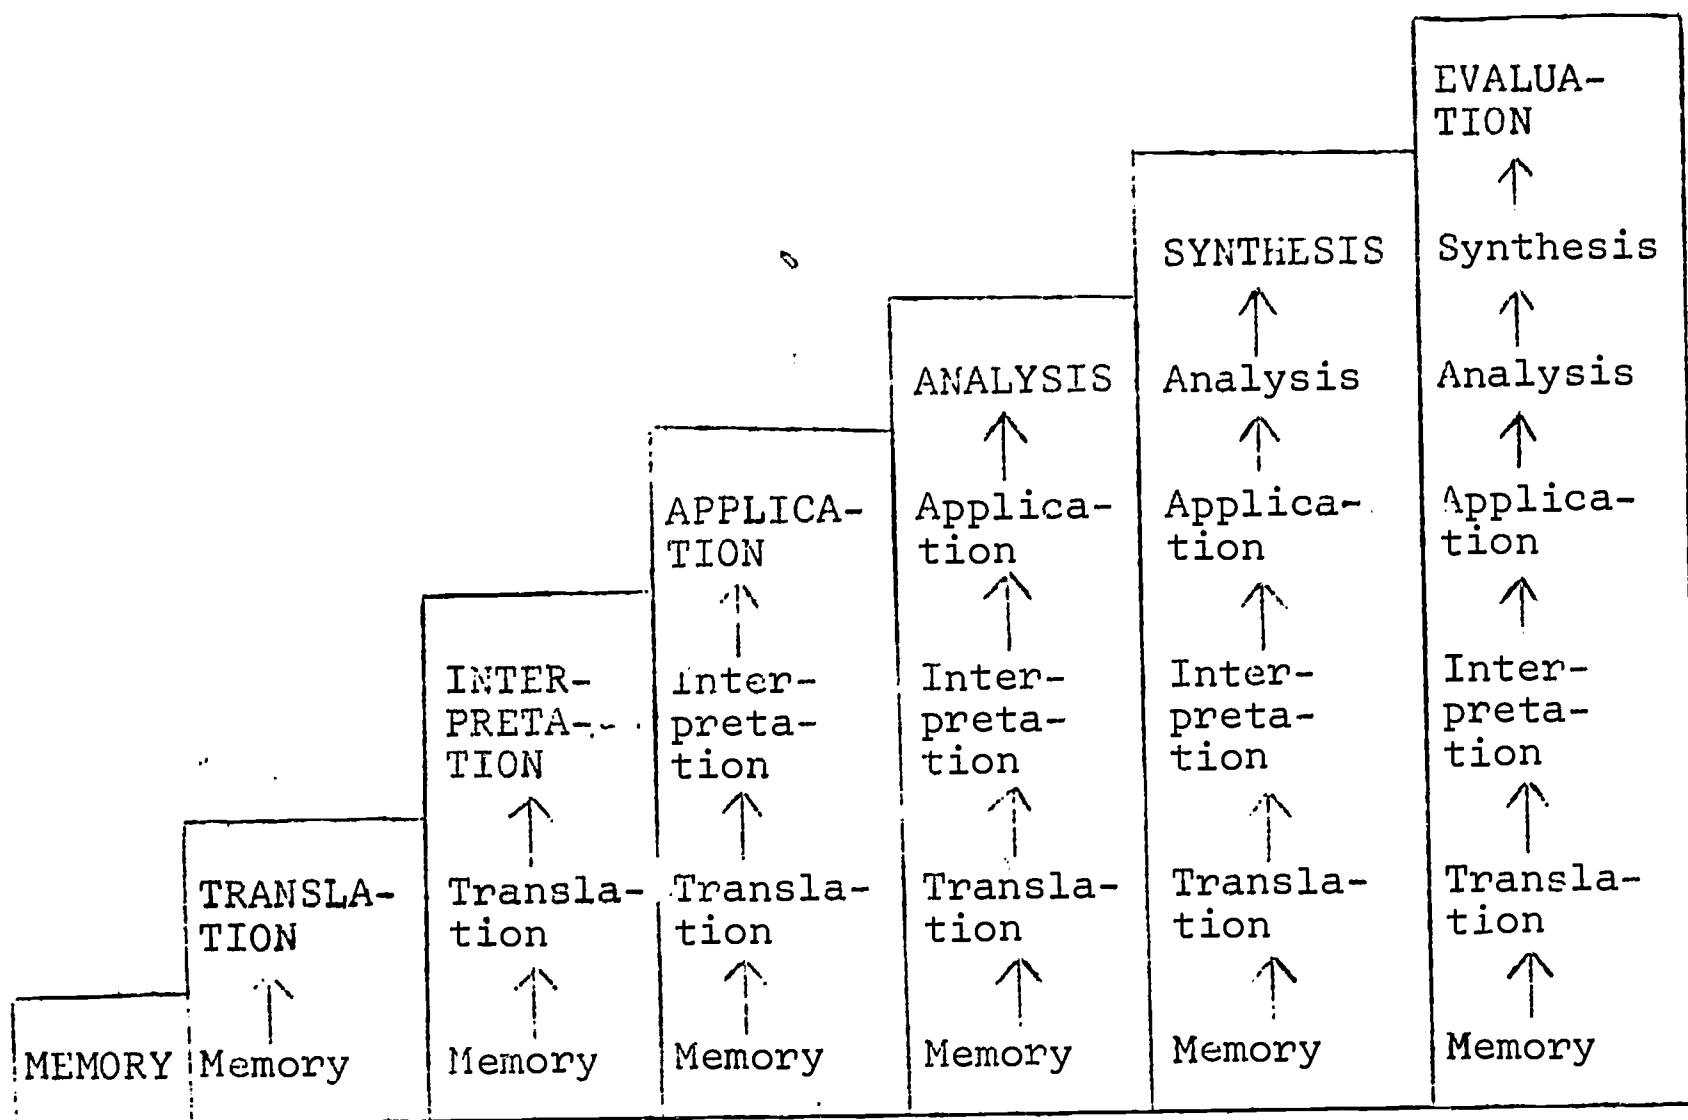 MEMORY
TRANSLA-
TION
Memory
INTER-
PRETA-
TION
Transla-
tion
Memory
APPLICA-
TION
Inter-
preta-
tion
Transla-
tion
Memory
ANALYSIS
Applica-
tion
Inter-
preta-
tion
Transla-
tion
Memory
SYNTHESIS
Analysis
Applica-
tion
Inter-
preta-
tion
Transla-
tion
Memory
EVALUA-
TION
Synthesis
Analysis
Applica-
tion
Inter-
preta-
tion
Transla-
tion
Memory